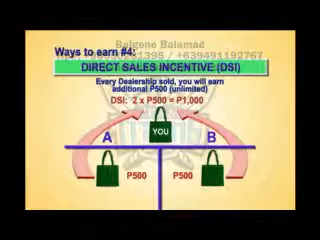 Ways to earn #4:
Baigene Balamad
DIRECT SALES INCENTIVE (DSI)
Every Dealership sold, you will earn
additional P500 (unlimited)
DSI: 2 x P500 = P1,000
YOU
A
B
P500
P500